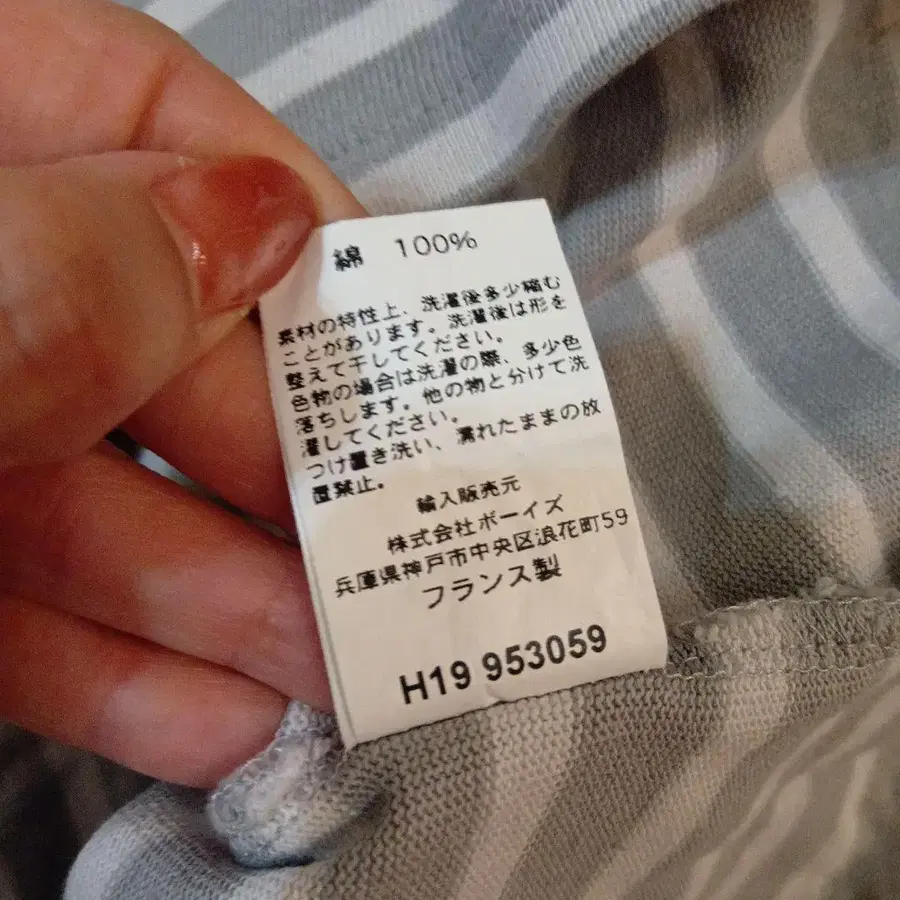 綿 100%
素材の特性上、洗濯後多少縮む
ことがあります。洗濯後は形を
整えて干してください。
色物の場合は洗濯の際、多少色
落ちします。他の物と分けて洗
濯してください。
つけ置き洗い、濡れたままの放
置禁止。
輸入販売元
株式会社ボーイズ
兵庫県神戸市中央区浪花町59
フランス製
H19 953059